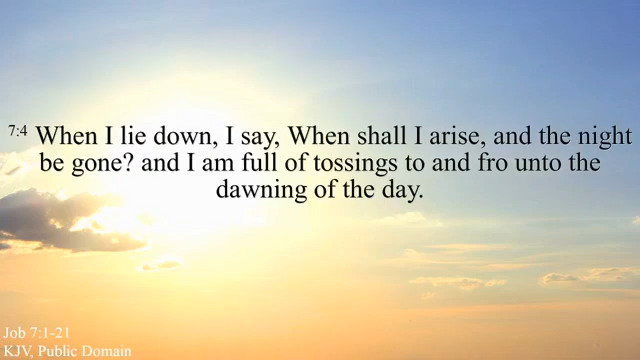 7:4 When I lie down, I say, When shall I arise, and the night
be gone? and I am full of tossings to and fro unto the
dawning of the day.
Job 7:1-21
KJV, Public Domain